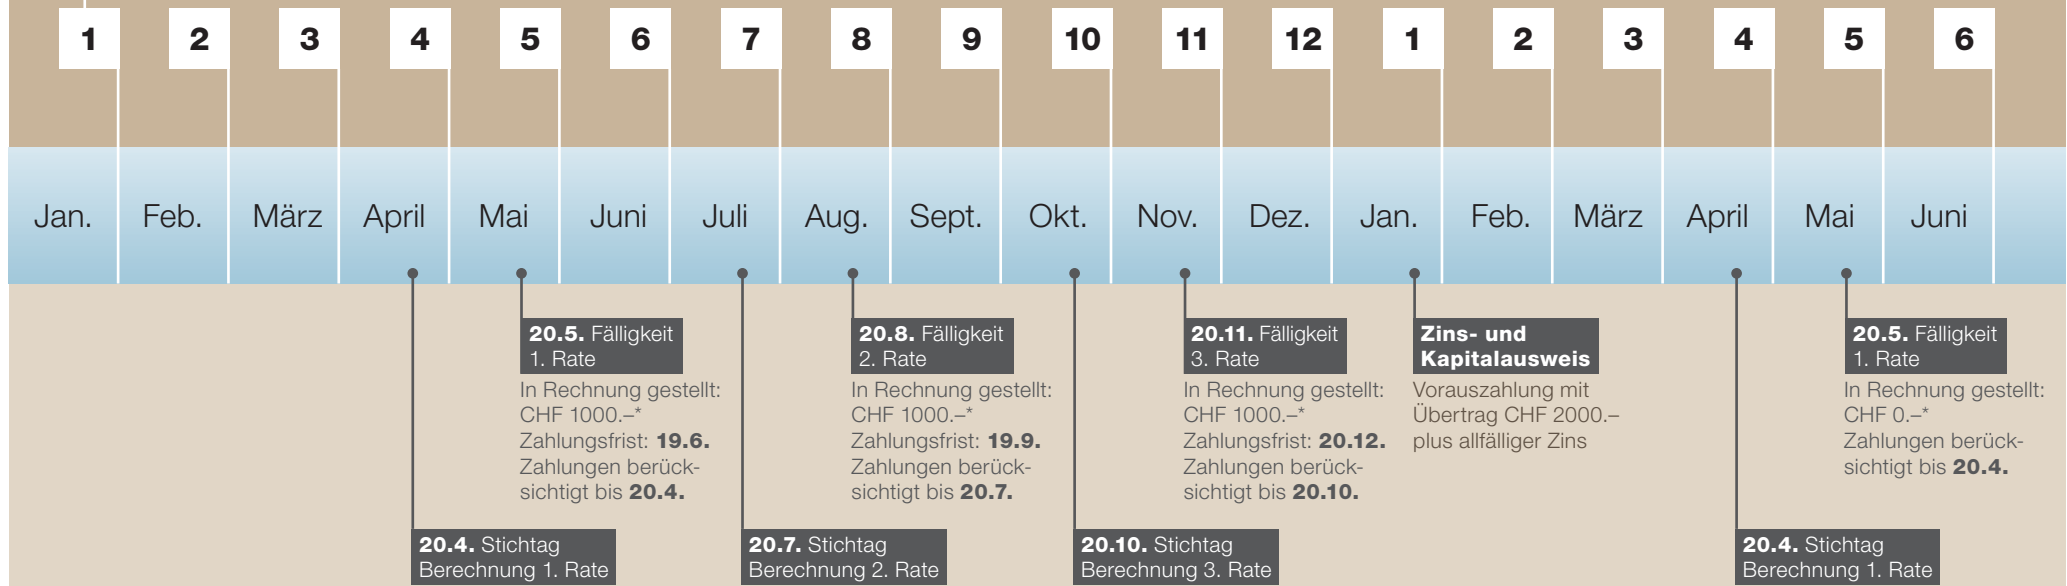 1 2 3 4 5 6 7 8 9 10 11 12 1 2 3 4 5 6
Jan. Feb. März April Mai Juni Juli Aug. Sept. Okt. Nov. Dez. Jan. Feb. März April Mai Juni
20.5. Fälligkeit
1. Rate
In Rechnung gestellt:
CHF 1000.–*
Zahlungsfrist: 19.6.
Zahlungen berück-
sichtigt bis 20.4.
20.8. Fälligkeit
2. Rate
In Rechnung gestellt:
CHF 1000.–*
Zahlungsfrist: 19.9.
Zahlungen berück-
sichtigt bis 20.7.
20.11. Fälligkeit
3. Rate
In Rechnung gestellt:
CHF 1000.–*
Zahlungsfrist: 20.12.
Zahlungen berück-
sichtigt bis 20.10.
Zins- und
Kapitalausweis
Vorauszahlung mit
Übertrag CHF 2000.–
plus allfälliger Zins
20.5. Fälligkeit
1. Rate
In Rechnung gestellt:
CHF 0.–*
Zahlungen berück-
sichtigt bis 20.4.
20.4. Stichtag
Berechnung 1. Rate
20.7. Stichtag
Berechnung 2. Rate
20.10. Stichtag
Berechnung 3. Rate
20.4. Stichtag
Berechnung 1. Rate